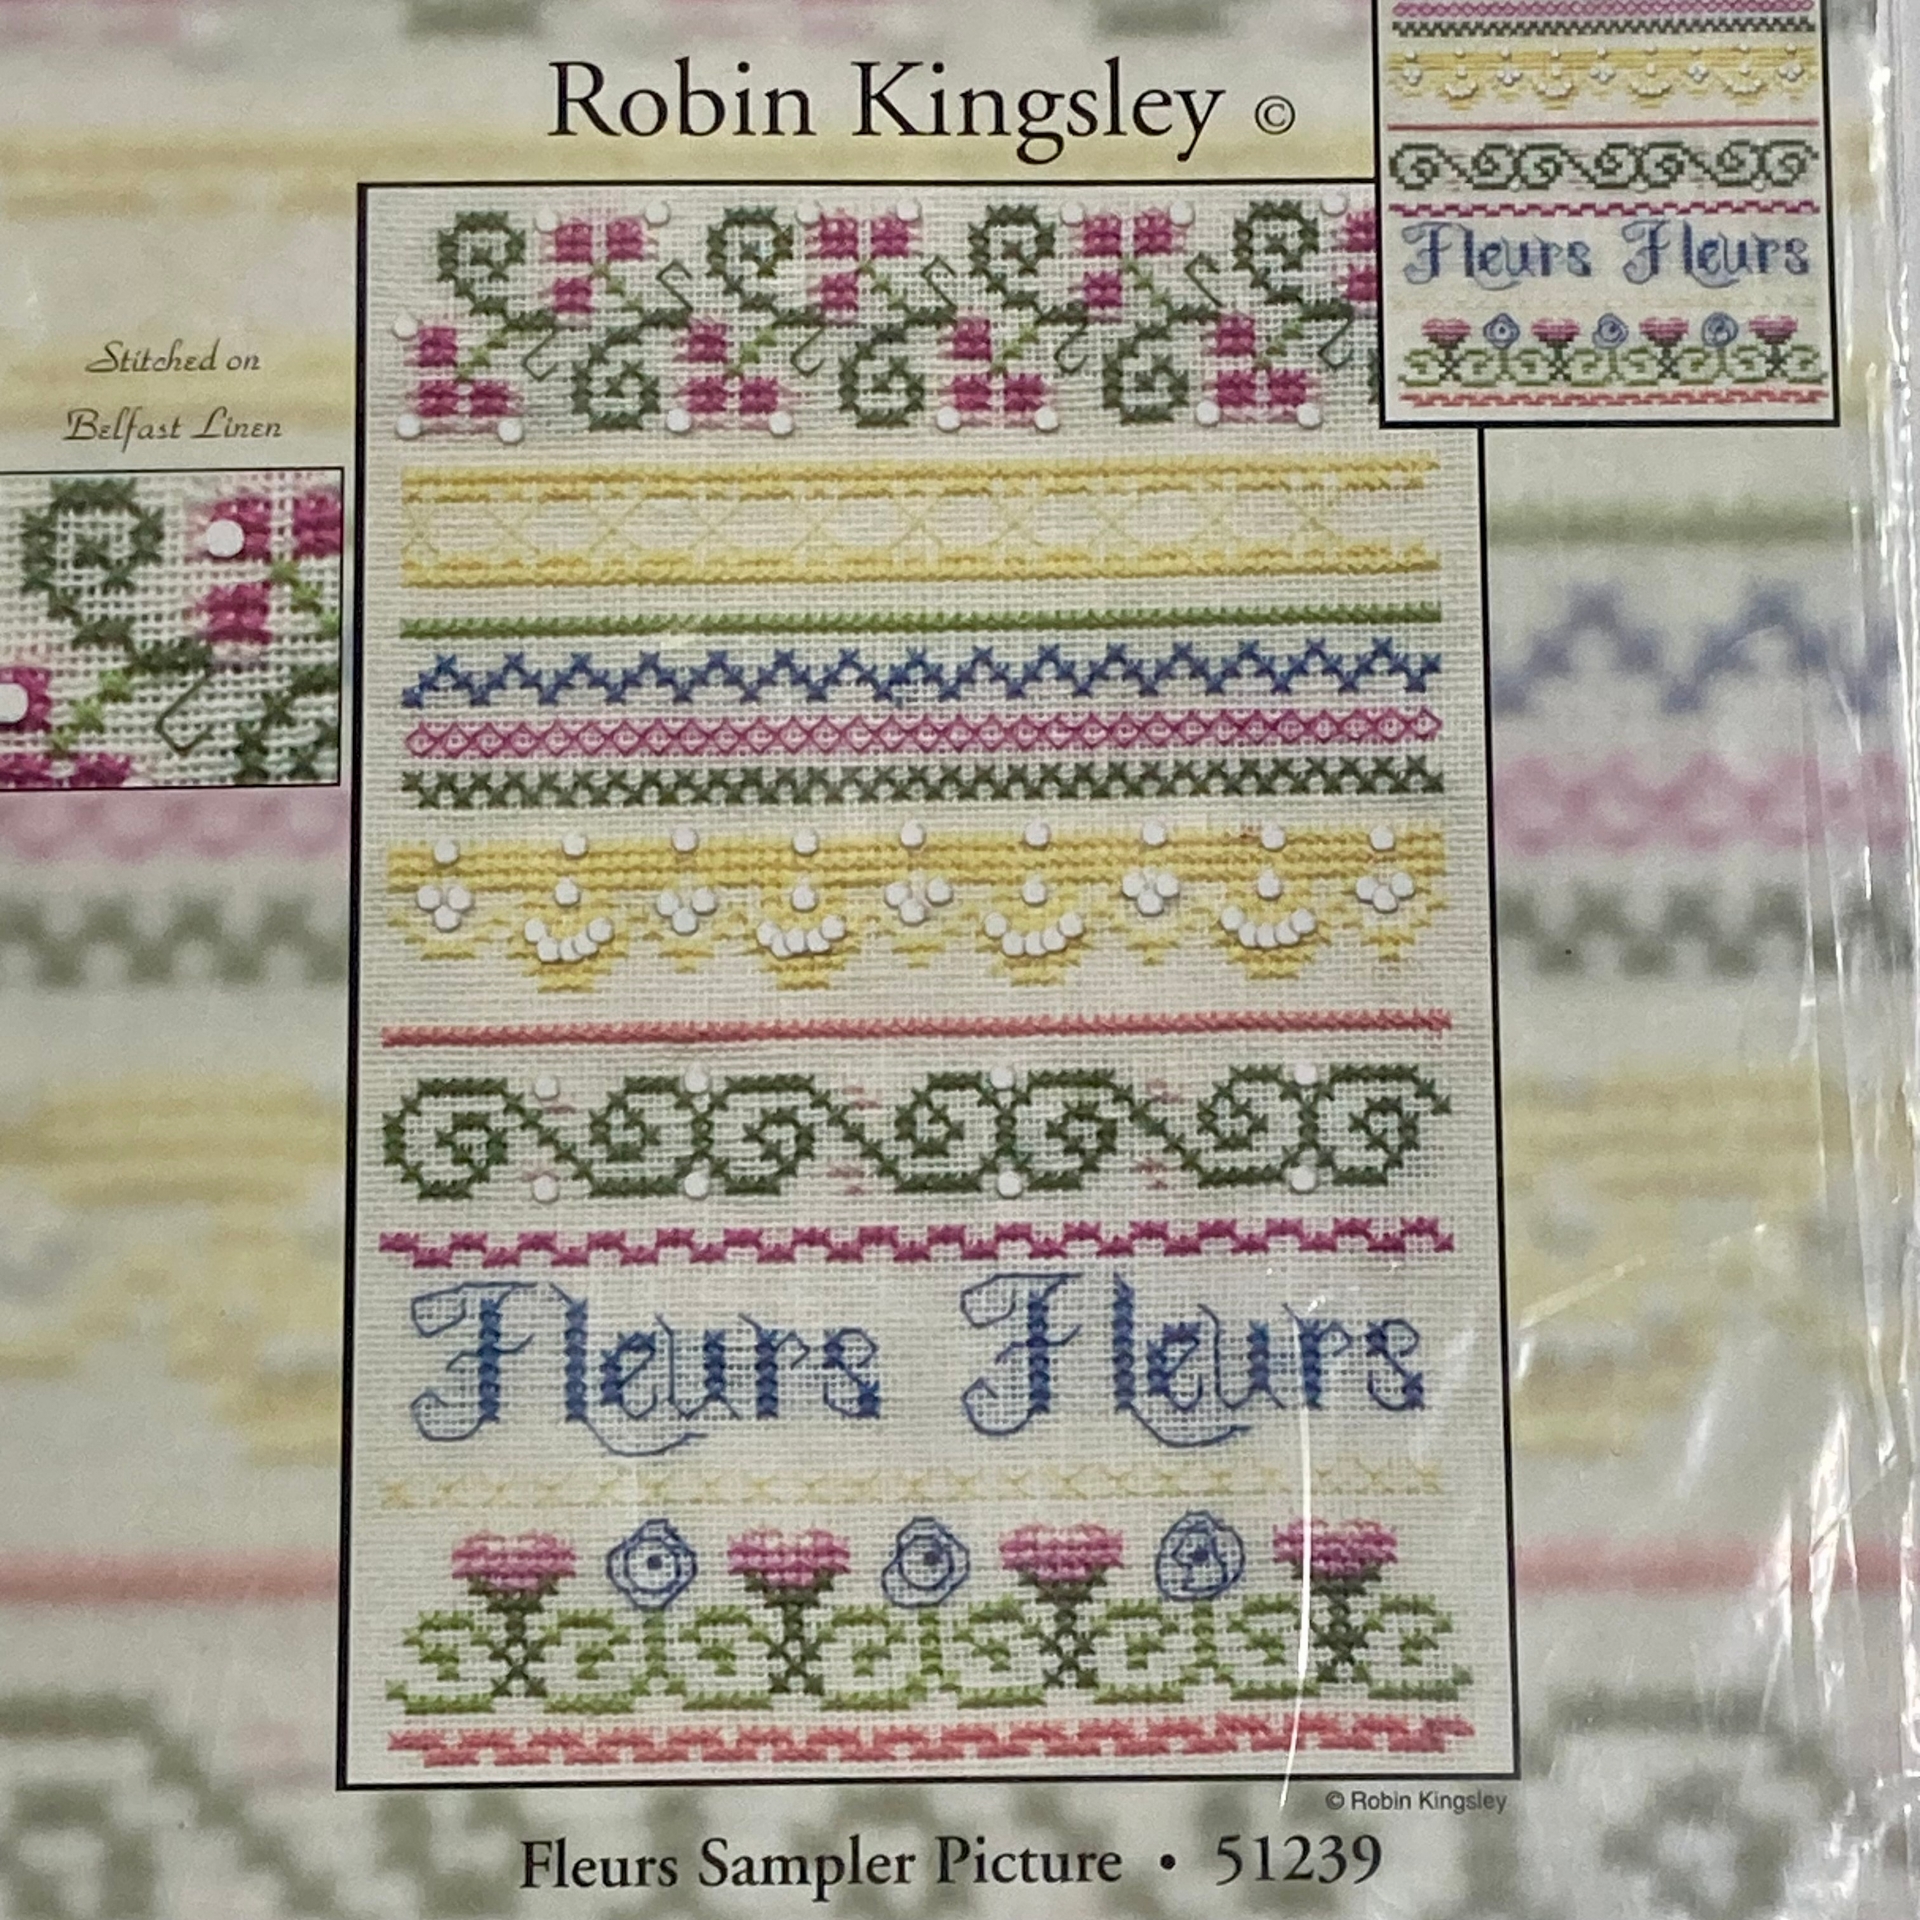 Robin Kingsley ©
Fleurs Fleurs
Stitched on
Belfast Linen
Fleurs Fleurs
© Robin Kingsley
Fleurs Sampler Picture • 51239